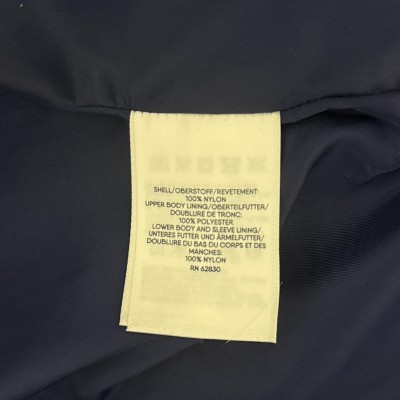 SHELL/OBERSTOFF/REVETEMENT:
100% NYLON
UPPER BODY LINING/OBERTEILFUTTER/
DOUBLURE DE TRONC:
100% POLYESTER
LOWER BODY AND SLEEVE LINING/
UNTERES FUTTER UND ÄRMELFUTTER/
DOUBLURE DU BAS DU CORPS ET DES
MANCHES:
100% NYLON
RN 62830